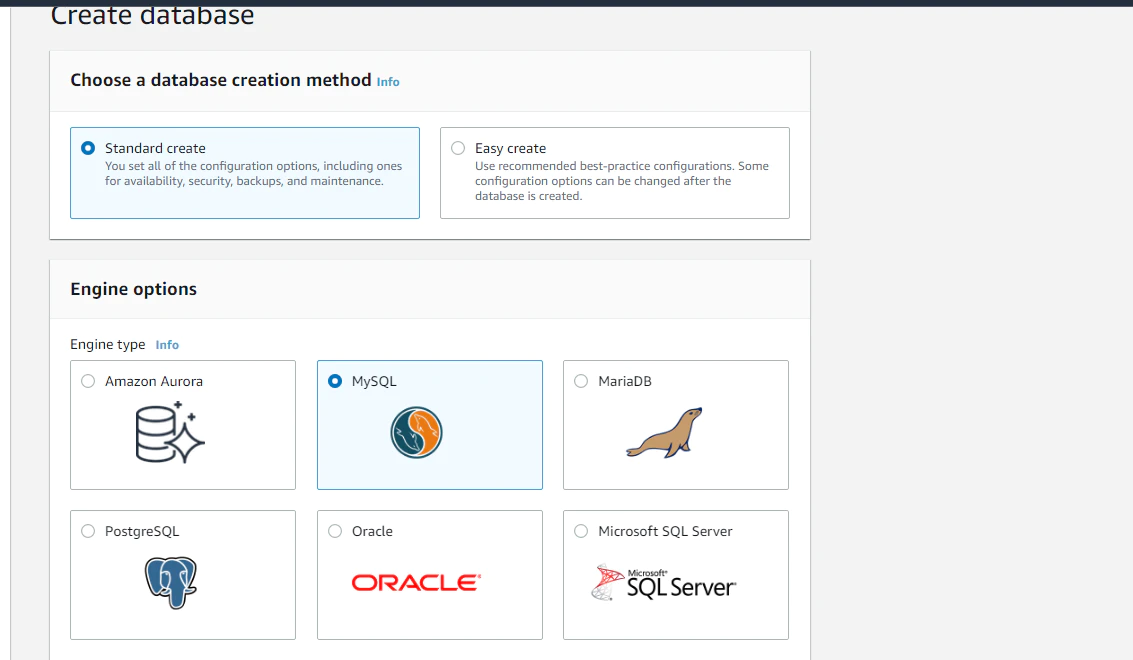 Create database
Choose a database creation method Info
Standard create
You set all of the configuration options, including ones
for availability, security, backups, and maintenance.
Easy create
Use recommended best-practice configurations. Some
configuration options can be changed after the
database is created.
Engine options
Engine type Info
Amazon Aurora
MySQL
MariaDB
PostgreSQL
Oracle
ORACLE®
Microsoft SQL Server
Microsoft®
SQL Server®